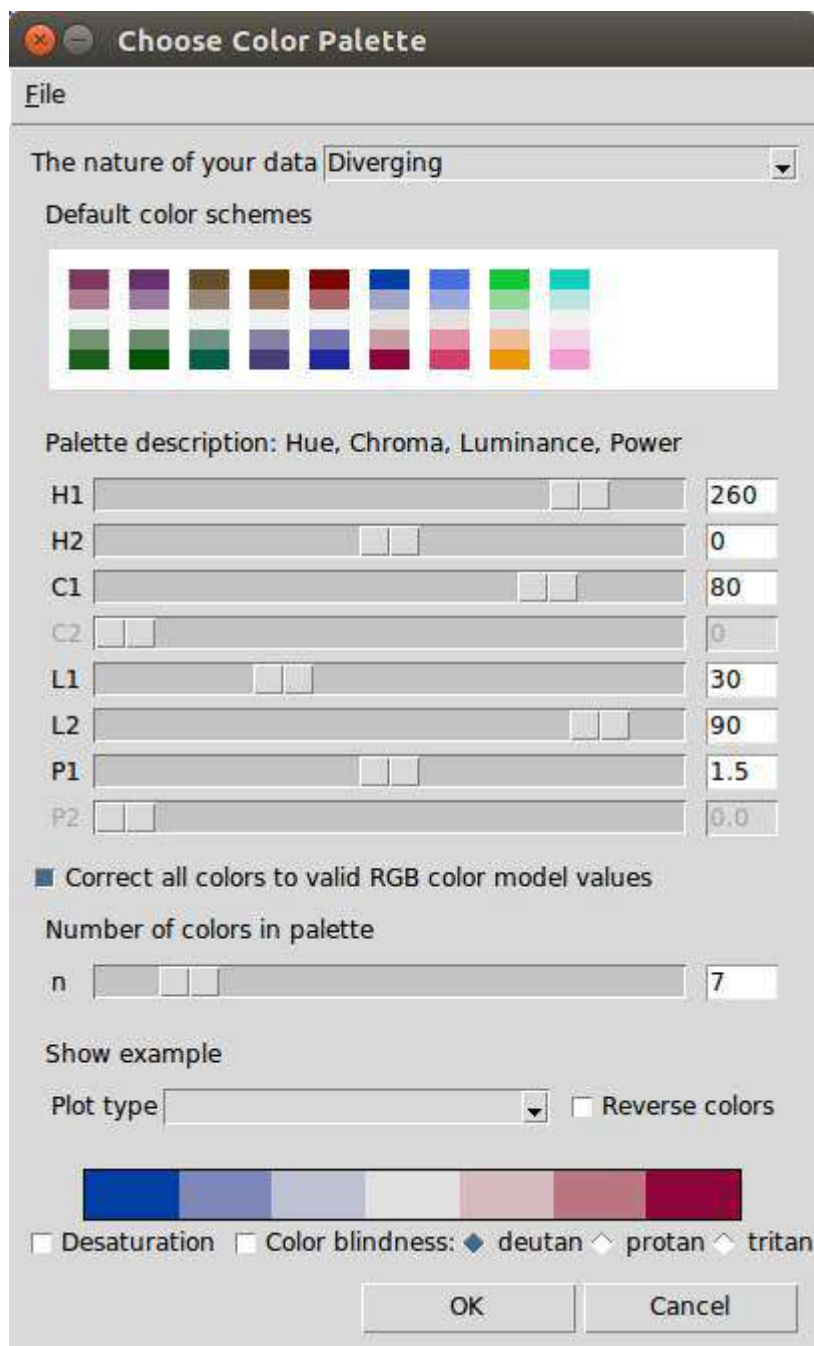 Choose Color Palette
File
The nature of your data Diverging
Default color schemes
Palette description: Hue, Chroma, Luminance, Power
H1 260
H2 0
C1 80
C2 0
L1 30
L2 90
P1 1.5
P2 0.0
Correct all colors to valid RGB color model values
Number of colors in palette
n 7
Show example
Plot type Reverse colors
Desaturation Color blindness: deutan protan tritan
OK Cancel